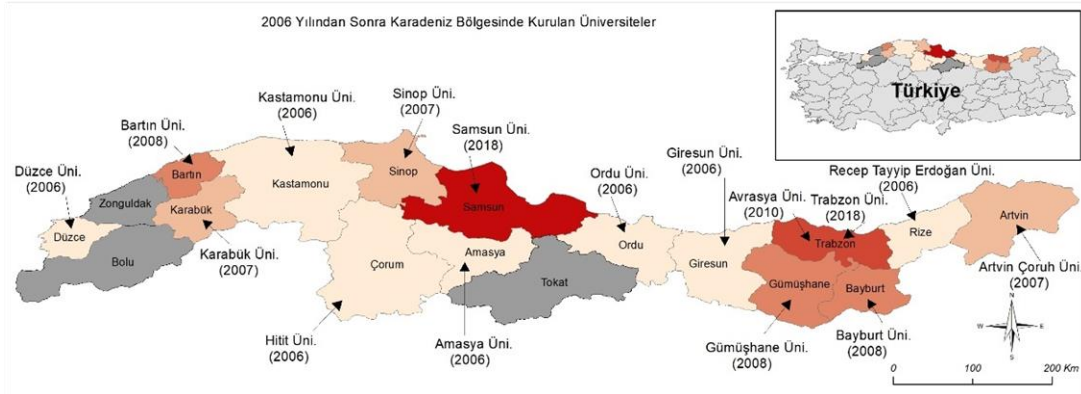 2006 Yılından Sonra Karadeniz Bölgesinde Kurulan Üniversiteler
Türkiye
Düzce Üni.
(2006)
Bartın Üni.
(2008)
Kastamonu Üni.
(2006)
Sinop Üni.
(2007)
Samsun Üni.
(2018)
Ordu Üni.
(2006)
Giresun Üni.
(2006)
Avrasya Üni.
(2010)
Trabzon Üni.
(2018)
Recep Tayyip Erdoğan Üni.
(2006)
Zonguldak
Bartın
Karabük
Kastamonu
Sinop
Samsun
Düzce
Bolu
Çorum
Amasya
Tokat
Ordu
Giresun
Trabzon
Gümüşhane
Bayburt
Rize
Artvin
Karabük Üni.
(2007)
Hitit Üni.
(2006)
Amasya Üni.
(2006)
Gümüşhane Üni.
(2008)
Bayburt Üni.
(2008)
Artvin Çoruh Üni.
(2007)
N
W
E
S
0 100 200 Km